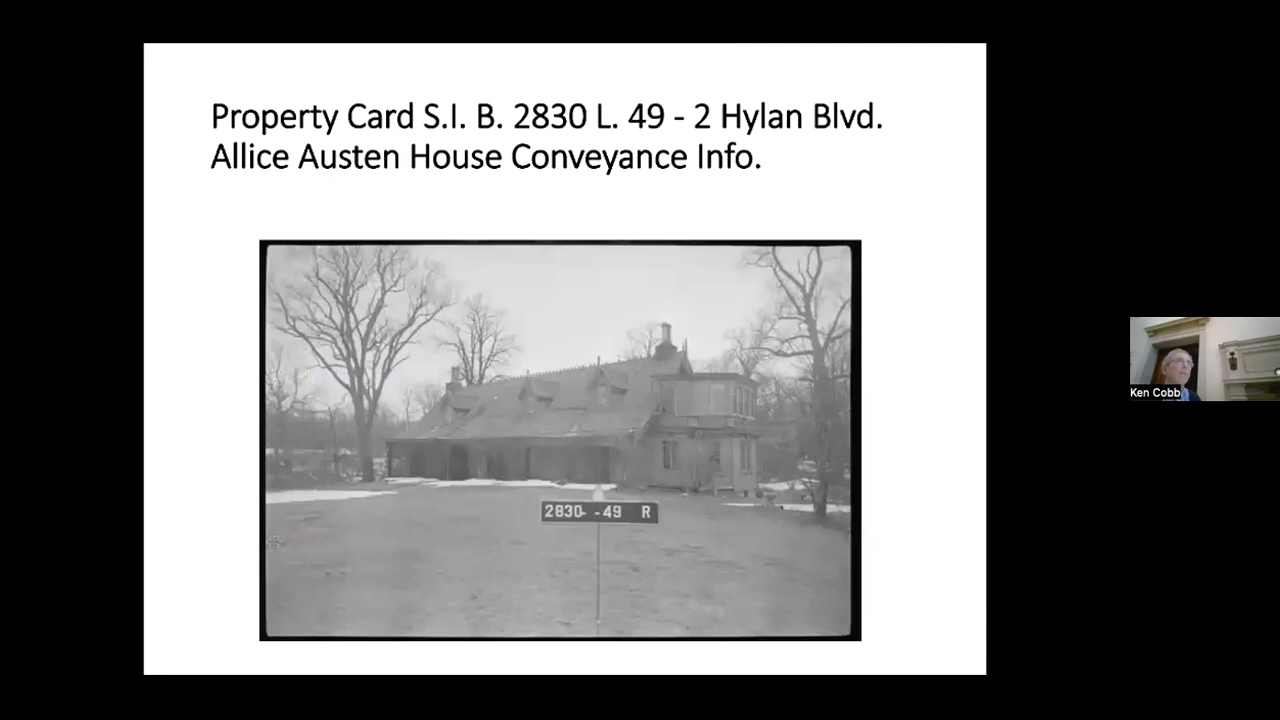 Property Card S.I. B. 2830 L. 49 - 2 Hylan Blvd.
Allice Austen House Conveyance Info.
2830- -49 R
Ken Cobb